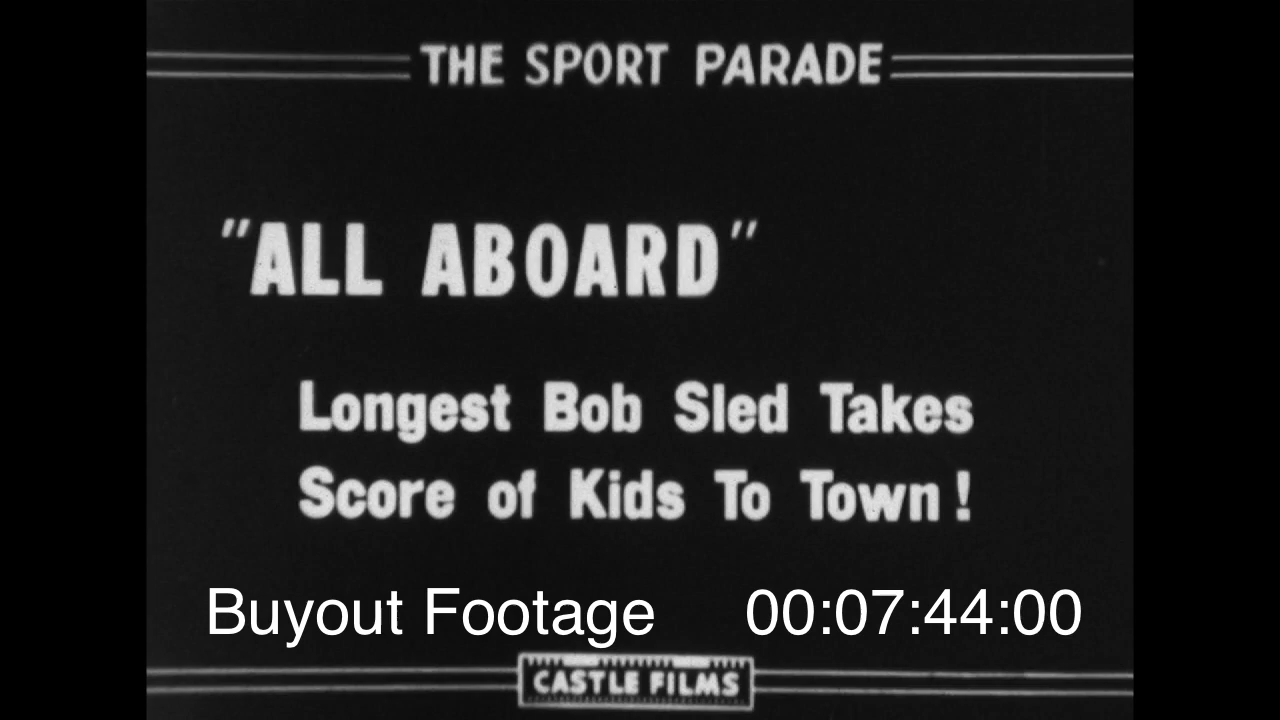 THE SPORT PARADE
"ALL ABOARD"
Longest Bob Sled Takes
Score of Kids To Town!
Buyout Footage 00:07:44:00
CASTLE FILMS